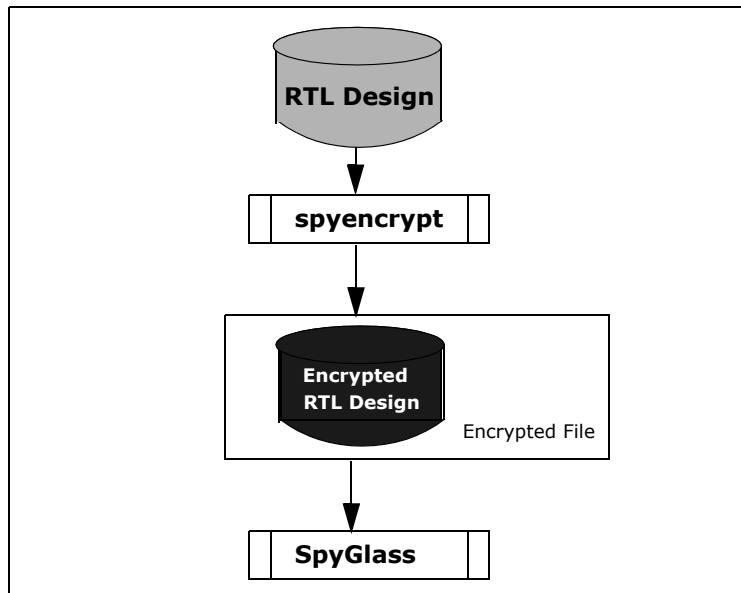 RTL Design
spyencrypt
Encrypted
RTL Design
Encrypted File
SpyGlass